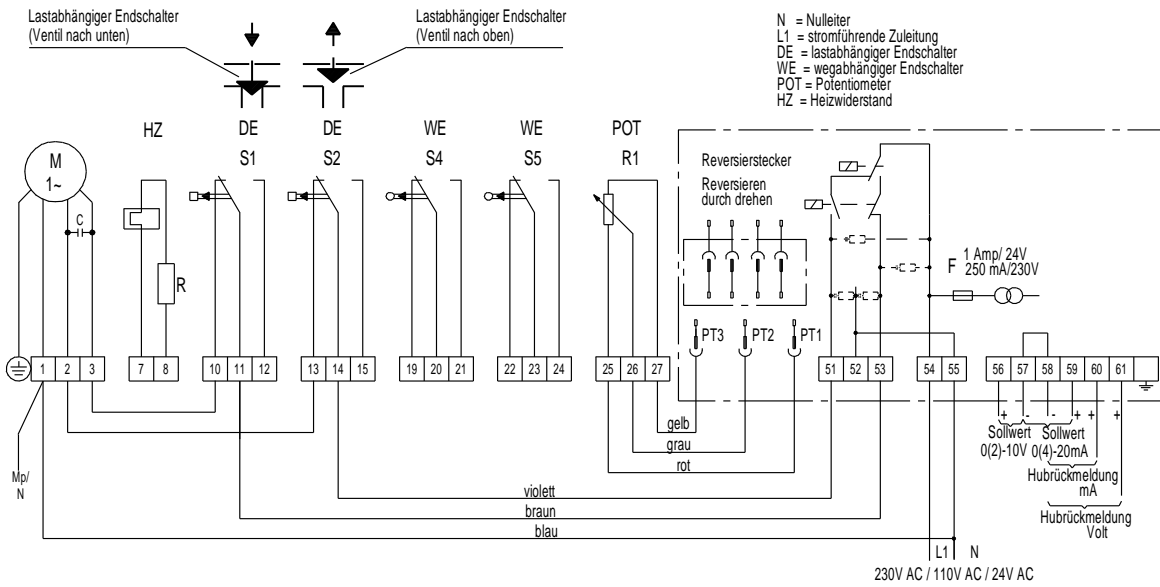 Lastabhängiger Endschalter
(Ventil nach unten)
Lastabhängiger Endschalter
(Ventil nach oben)
N = Nulleiter
L1 = stromführende Zuleitung
DE = lastabhängiger Endschalter
WE = wegabhängiger Endschalter
POT = Potentiometer
HZ = Heizwiderstand
HZ DE DE WE WE POT
S1 S2 S4 S5 R1
M
1~
C
R
Reversierstecker
Reversieren
durch drehen
F 1 Amp/ 24V
250 mA/230V
PT3 PT2 PT1
1 2 3 7 8 10 11 12 13 14 15 19 20 21 22 23 24 25 26 27 51 52 53 54 55 56 57 58 59 60 61
+ - - + + +
Sollwert Sollwert
0(2)-10V 0(4)-20mA
Hubrückmeldung
mA
Hubrückmeldung
Volt
gelb
grau
rot
Mp/
N
violett
braun
blau
L1 N
230V AC / 110V AC / 24V AC